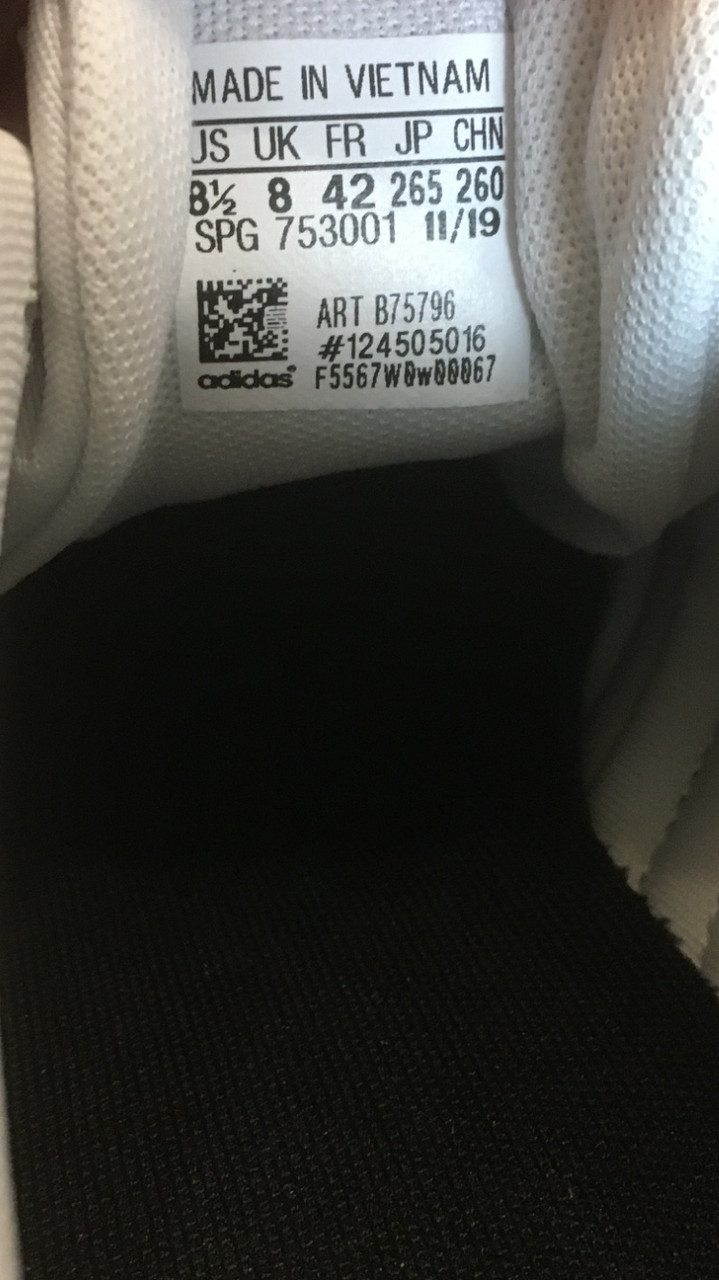 MADE IN VIETNAM
US UK FR JP CHN
8½ 8 42 265 260
SPG 753001 11/19
ART B75796
#124505016
adidas® F5567W0w00067